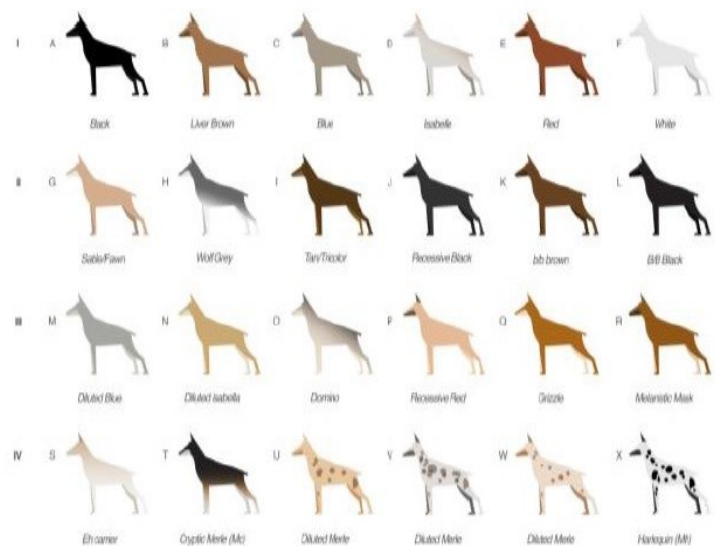 I A B C D E F
Black Liver Brown Blue Isabelle Red White
II G H I J K L
Sable/Fawn Wolf Grey Tan/Tricolor Recessive Black b/b brown B/B Black
III M N O P Q R
Diluted Blue Diluted Isabella Domino Recessive Red Grizzle Melanistic Mask
IV S T U V W X
Eh carrier Cryptic Merle (Mc) Diluted Merle Diluted Merle Diluted Merle Harlequin (Mh)